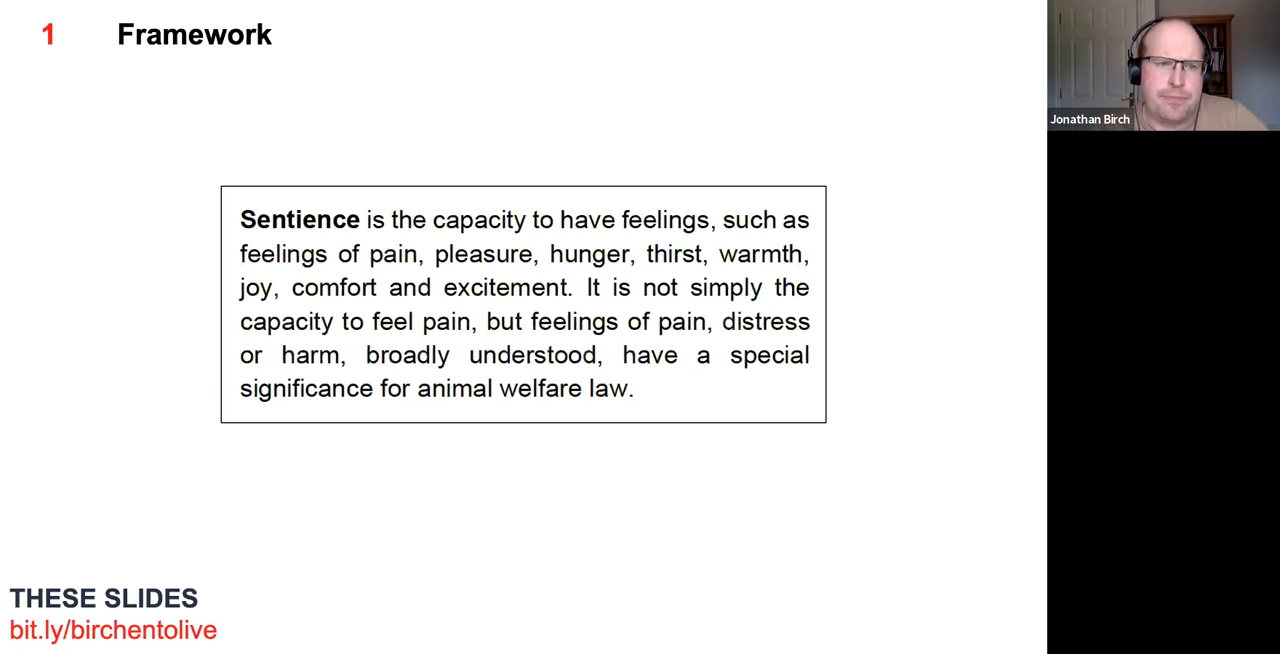 1 Framework
Jonathan Birch
Sentience is the capacity to have feelings, such as
feelings of pain, pleasure, hunger, thirst, warmth,
joy, comfort and excitement. It is not simply the
capacity to feel pain, but feelings of pain, distress
or harm, broadly understood, have a special
significance for animal welfare law.
THESE SLIDES
bit.ly/birchentolive